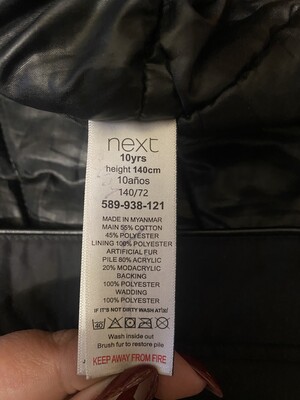 next
10yrs
height 140cm
10años
140/72
589-938-121
MADE IN MYANMAR
MAIN 55% COTTON
45% POLYESTER
LINING 100% POLYESTER
ARTIFICIAL FUR
PILE 80% ACRYLIC
20% MODACRYLIC
BACKING
100% POLYESTER
WADDING
100% POLYESTER
IF IT'S NOT DIRTY WASH AT 30°
Wash inside out
Brush fur to restore pile
KEEP AWAY FROM FIRE